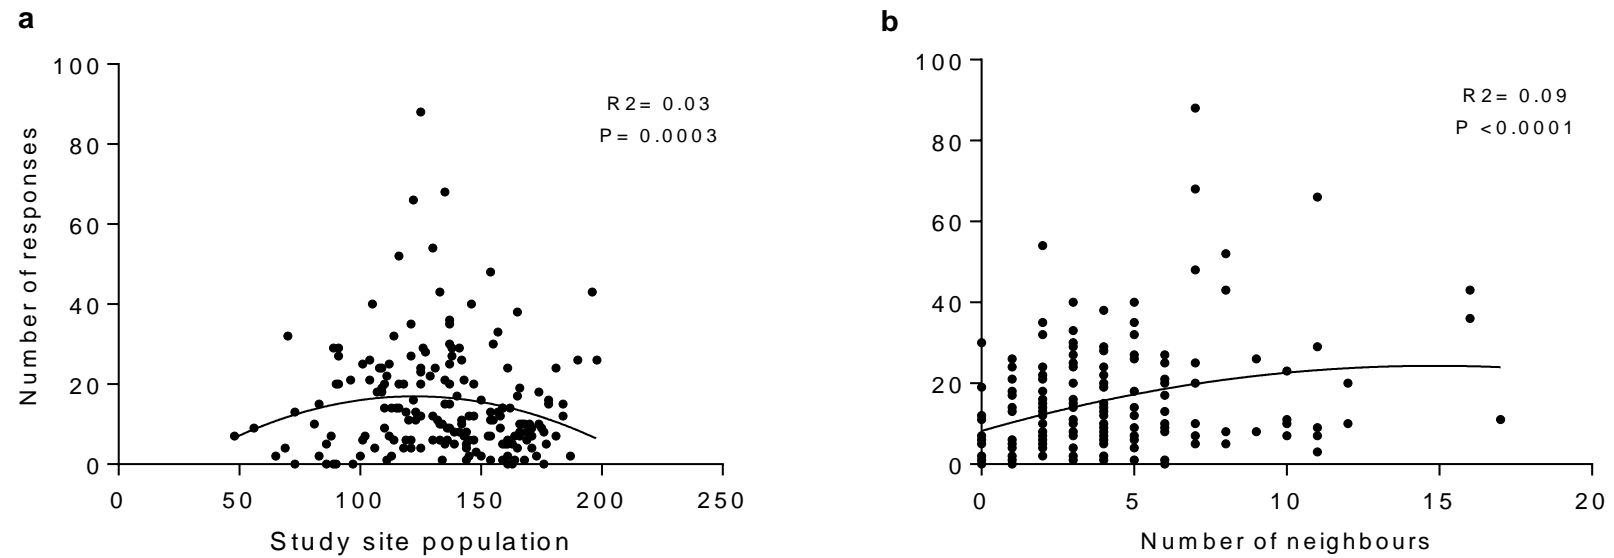 a
Number of responses
100
80
60
40
20
0
0 50 100 150 200 250
Study site population
R2= 0.03
P= 0.0003
b
100
80
60
40
20
0
0 5 10 15 20
Number of neighbours
R2= 0.09
P <0.0001